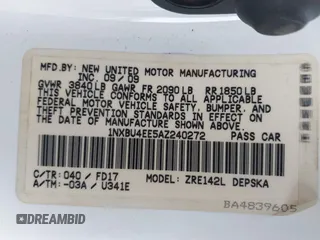 MFD.BY: NEW UNITED MOTOR MANUFACTURING
INC. 09/09
GVWR 3840LB GAWR FR 2090LB RR 1850LB
THIS VEHICLE CONFORMS TO ALL APPLICABLE
FEDERAL MOTOR VEHICLE SAFETY, BUMPER, AND
THEFT PREVENTION STANDARDS IN EFFECT ON
THE DATE OF MANUFACTURE SHOWN ABOVE.
1NXBU4EE5AZ240272 PASS CAR
C/TR: 040 / FD17 MODEL: ZRE142L DEPSKA
A/TM: -03A / U341E
BA4839605
DREAMBID